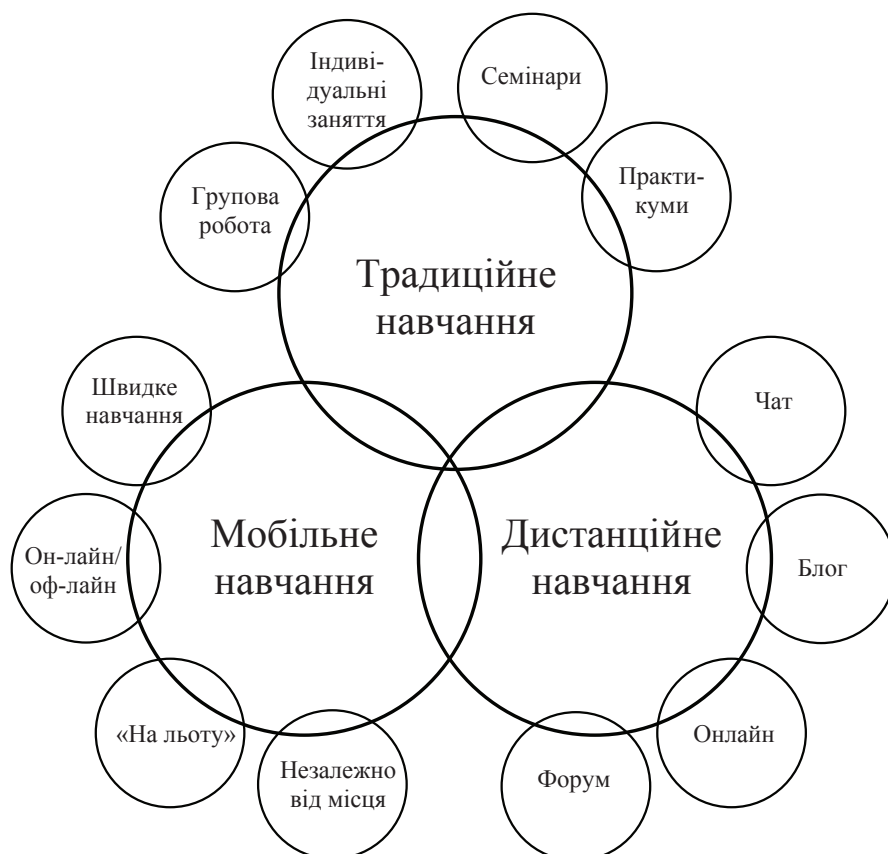 Індиві-
дуальні
заняття
Семінари
Практи-
куми
Групова
робота
Традиційне
навчання
Швидке
навчання
Чат
Мобільне
навчання
Дистанційне
навчання
Он-лайн/
оф-лайн
Блог
«На льоту»
Онлайн
Незалежно
від місця
Форум